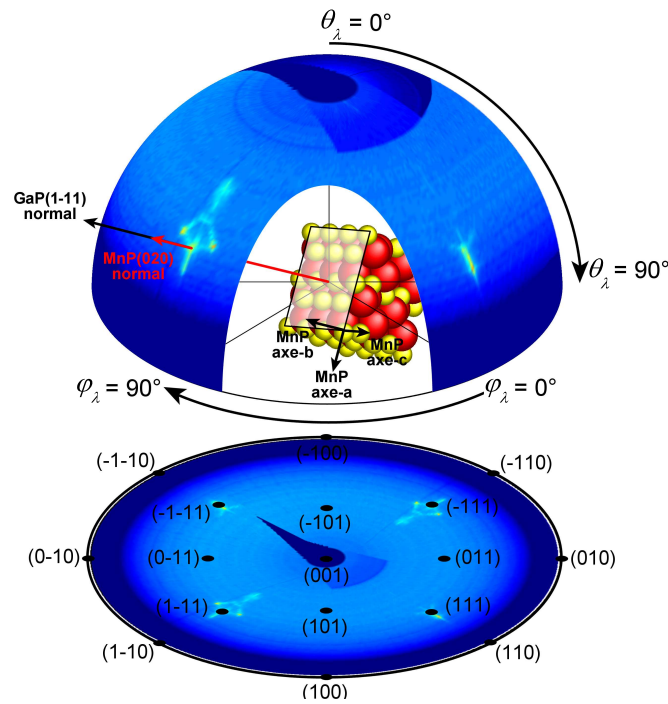 θλ = 0°
GaP(1-11)
normal
MnP(020)
normal
θλ = 90°
MnP
axe-b
MnP
axe-c
MnP
axe-a
φλ = 90°
φλ = 0°
(-100)
(-1-10)
(-110)
(-1-11)
(-101)
(-111)
(0-10)
(0-11)
(001)
(011)
(010)
(1-11)
(101)
(111)
(1-10)
(110)
(100)